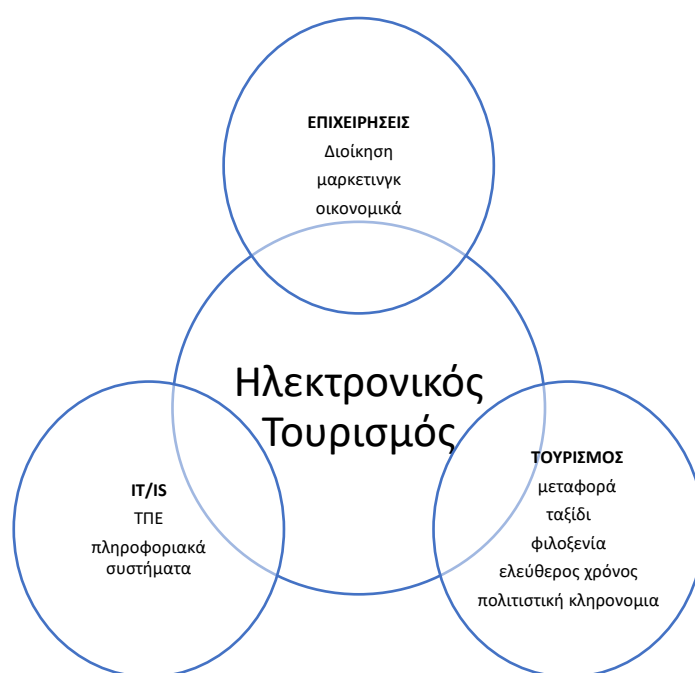 ΕΠΙΧΕΙΡΗΣΕΙΣ
Διοίκηση
μαρκετινγκ
οικονομικά
Ηλεκτρονικός
Τουρισμός
IT/IS
ΤΠΕ
πληροφοριακά
συστήματα
ΤΟΥΡΙΣΜΟΣ
μεταφορά
ταξίδι
φιλοξενία
ελεύθερος χρόνος
πολιτιστική κληρονομια